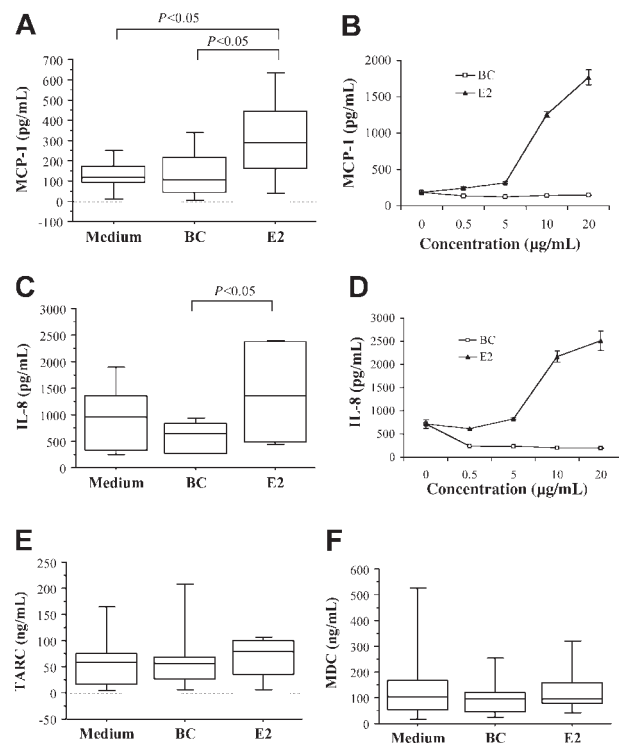 A
P<0.05
P<0.05
MCP-1 (pg/mL)
700
600
500
400
300
200
100
0
-100
Medium BC E2
B
BC
E2
MCP-1 (pg/mL)
2000
1500
1000
500
0
0 0.5 5 10 20
Concentration (µg/mL)
C
P<0.05
IL-8 (pg/mL)
3000
2500
2000
1500
1000
500
0
Medium BC E2
D
BC
E2
IL-8 (pg/mL)
3000
2500
2000
1500
1000
500
0
0 0.5 5 10 20
Concentration (µg/mL)
E
TARC (ng/mL)
250
200
150
100
50
0
-50
Medium BC E2
F
MDC (ng/mL)
600
500
400
300
200
100
0
Medium BC E2